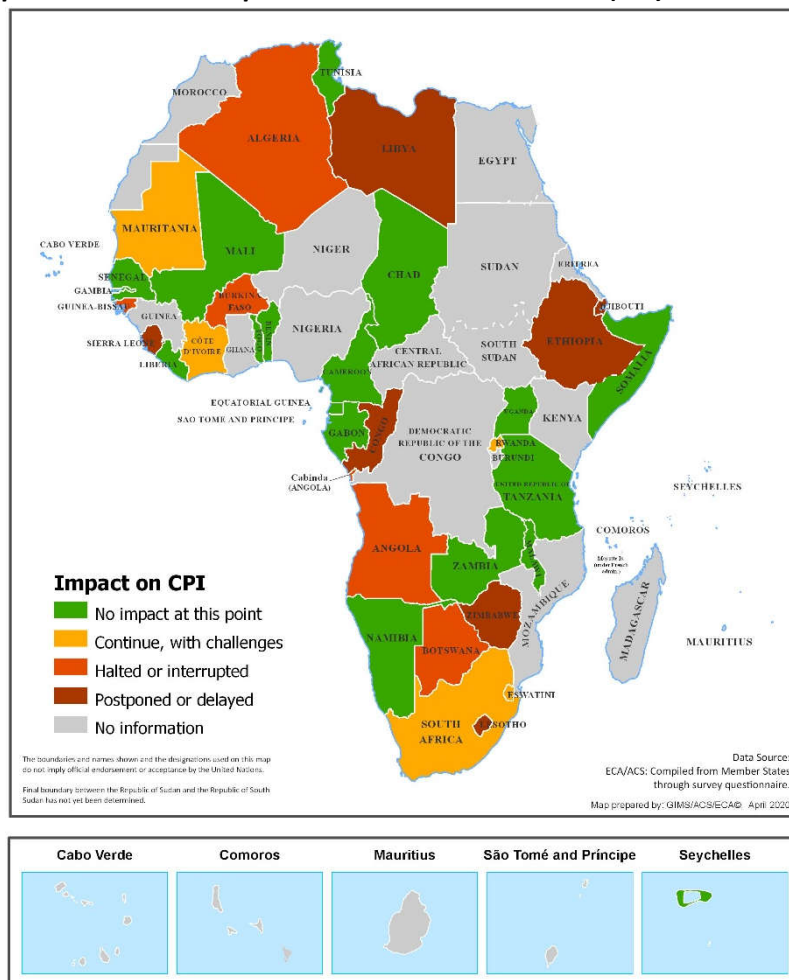 MOROCCO
TUNISIA
ALGERIA
LIBYA
EGYPT
MAURITANIA
MALI
NIGER
CHAD
SUDAN
ERITREA
CABO VERDE
SENEGAL
GAMBIA
GUINEA-BISSAU
GUINEA
BURKINA
FASO
DJIBOUTI
SIERRA LEONE
LIBERIA
CÔTE
D'IVOIRE
GHANA
TOGO
BENIN
NIGERIA
CAMEROON
CENTRAL
AFRICAN REPUBLIC
SOUTH
SUDAN
ETHIOPIA
SOMALIA
EQUATORIAL GUINEA
SAO TOME AND PRINCIPE
GABON
CONGO
DEMOCRATIC
REPUBLIC OF THE
CONGO
UGANDA
KENYA
RWANDA
BURUNDI
Cabinda
(ANGOLA)
UNITED REPUBLIC OF
TANZANIA
SEYCHELLES
COMOROS
ANGOLA
ZAMBIA
MALAWI
MOZAMBIQUE
MADAGASCAR
MAURITIUS
ZIMBABWE
NAMIBIA
BOTSWANA
ESWATINI
LESOTHO
SOUTH
AFRICA
Impact on CPI
No impact at this point
Continue, with challenges
Halted or interrupted
Postponed or delayed
No information
The boundaries and names shown and the designations used on this map
do not imply official endorsement or acceptance by the United Nations.
Final boundary between the Republic of Sudan and the Republic of South
Sudan has not yet been determined.
Data Source:
ECA/ACS: Compiled from Member States
through survey questionnaire.
Map prepared by: GIMS/ACS/ECA© April 2020
Cabo Verde
Comoros
Mauritius
São Tomé and Príncipe
Seychelles